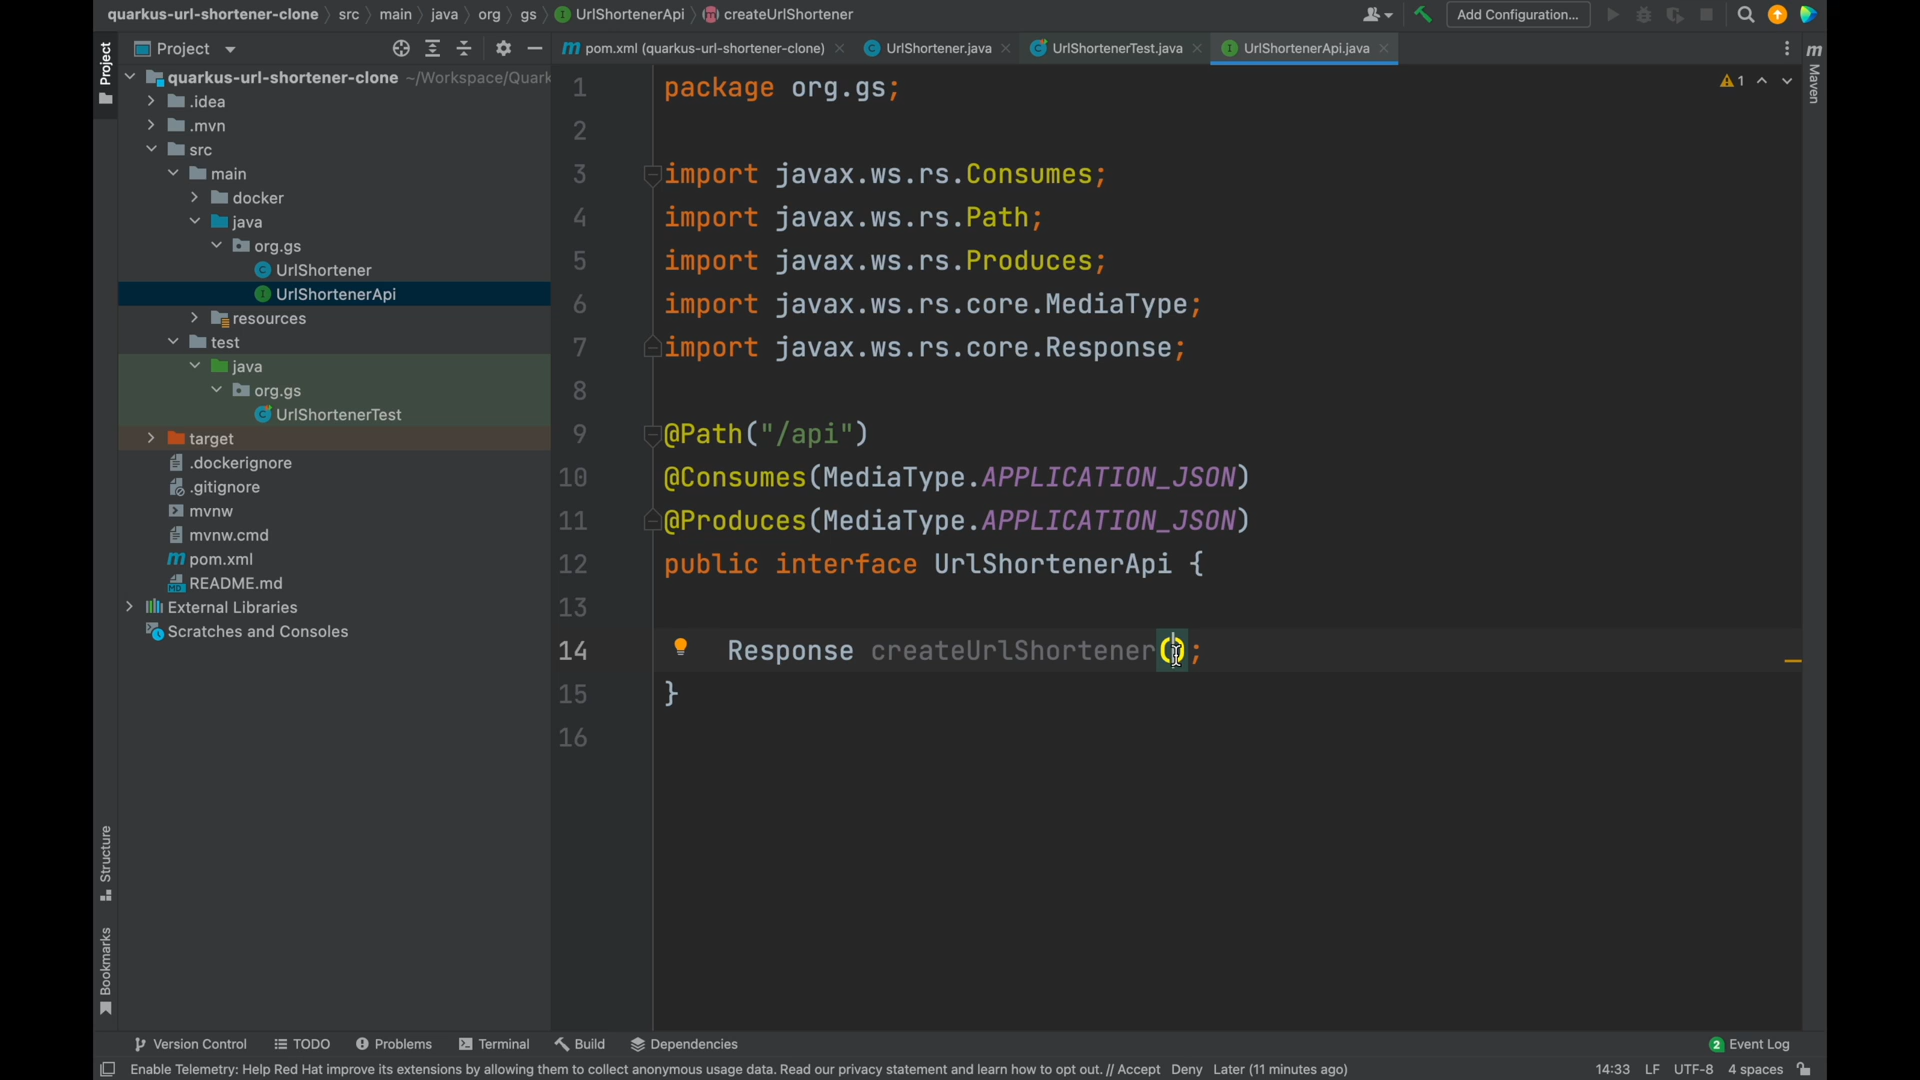 quarkus-url-shortener-clone src main java org gs UrlShortenerApi createUrlShortener
Add Configuration...
Project
pom.xml (quarkus-url-shortener-clone)
UrlShortener.java
UrlShortenerTest.java
UrlShortenerApi.java
Project
Maven
quarkus-url-shortener-clone ~/Workspace/Quark
.idea
.mvn
src
main
docker
java
org.gs
UrlShortener
UrlShortenerApi
resources
test
java
org.gs
UrlShortenerTest
target
.dockerignore
.gitignore
mvnw
mvnw.cmd
pom.xml
README.md
External Libraries
Scratches and Consoles
1
1 package org.gs;
2
3 import javax.ws.rs.Consumes;
4 import javax.ws.rs.Path;
5 import javax.ws.rs.Produces;
6 import javax.ws.rs.core.MediaType;
7 import javax.ws.rs.core.Response;
8
9 @Path("/api")
10 @Consumes(MediaType.APPLICATION_JSON)
11 @Produces(MediaType.APPLICATION_JSON)
12 public interface UrlShortenerApi {
13
14 Response createUrlShortener();
15 }
16
Structure
Bookmarks
Version Control TODO Problems Terminal Build Dependencies
2 Event Log
Enable Telemetry: Help Red Hat improve its extensions by allowing them to collect anonymous usage data. Read our privacy statement and learn how to opt out. // Accept Deny Later (11 minutes ago)
14:33 LF UTF-8 4 spaces